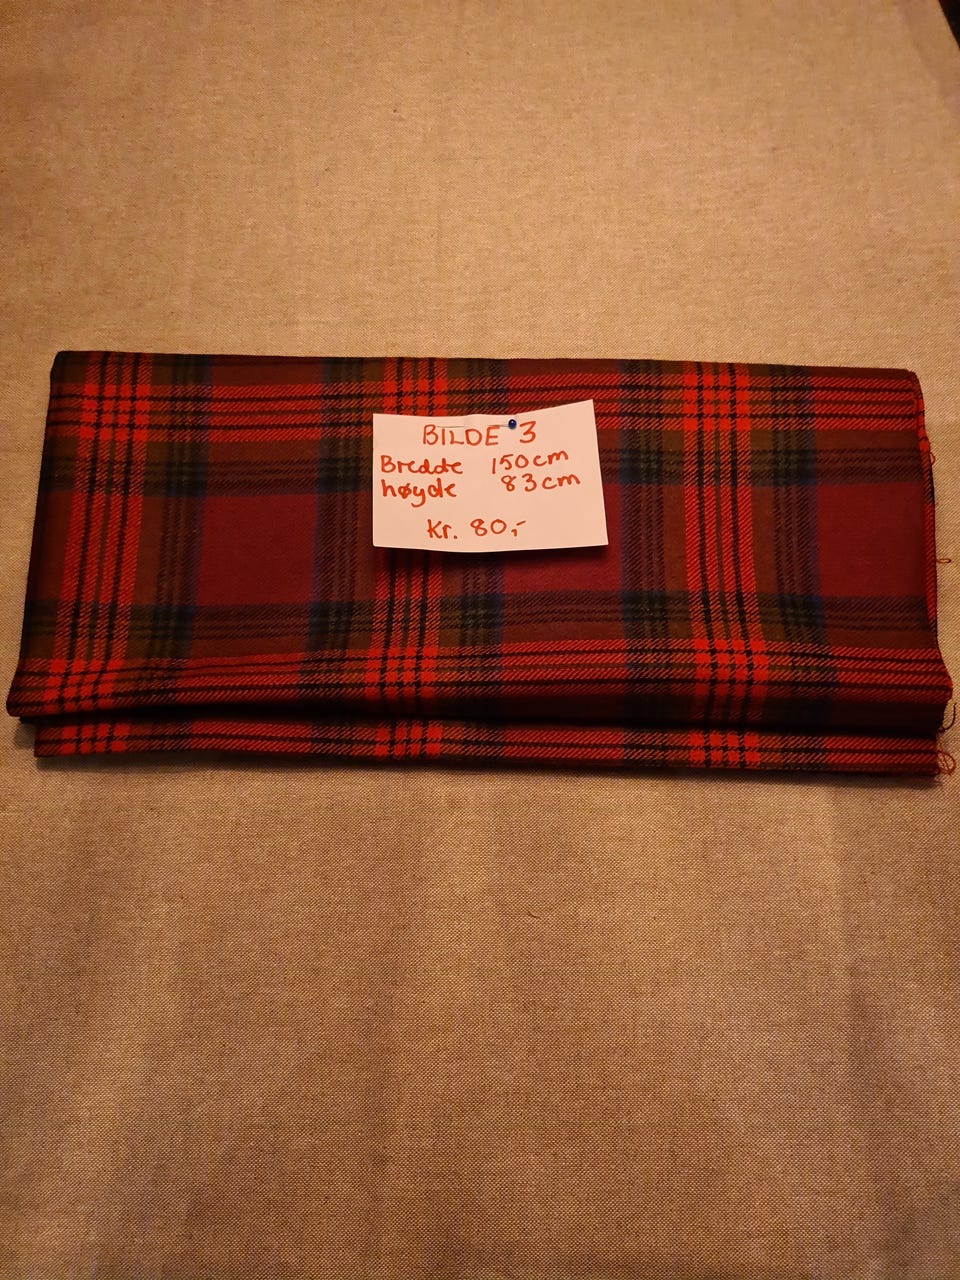 BILDE 3
Bredde 150cm
høyde 83cm
Kr. 80,-